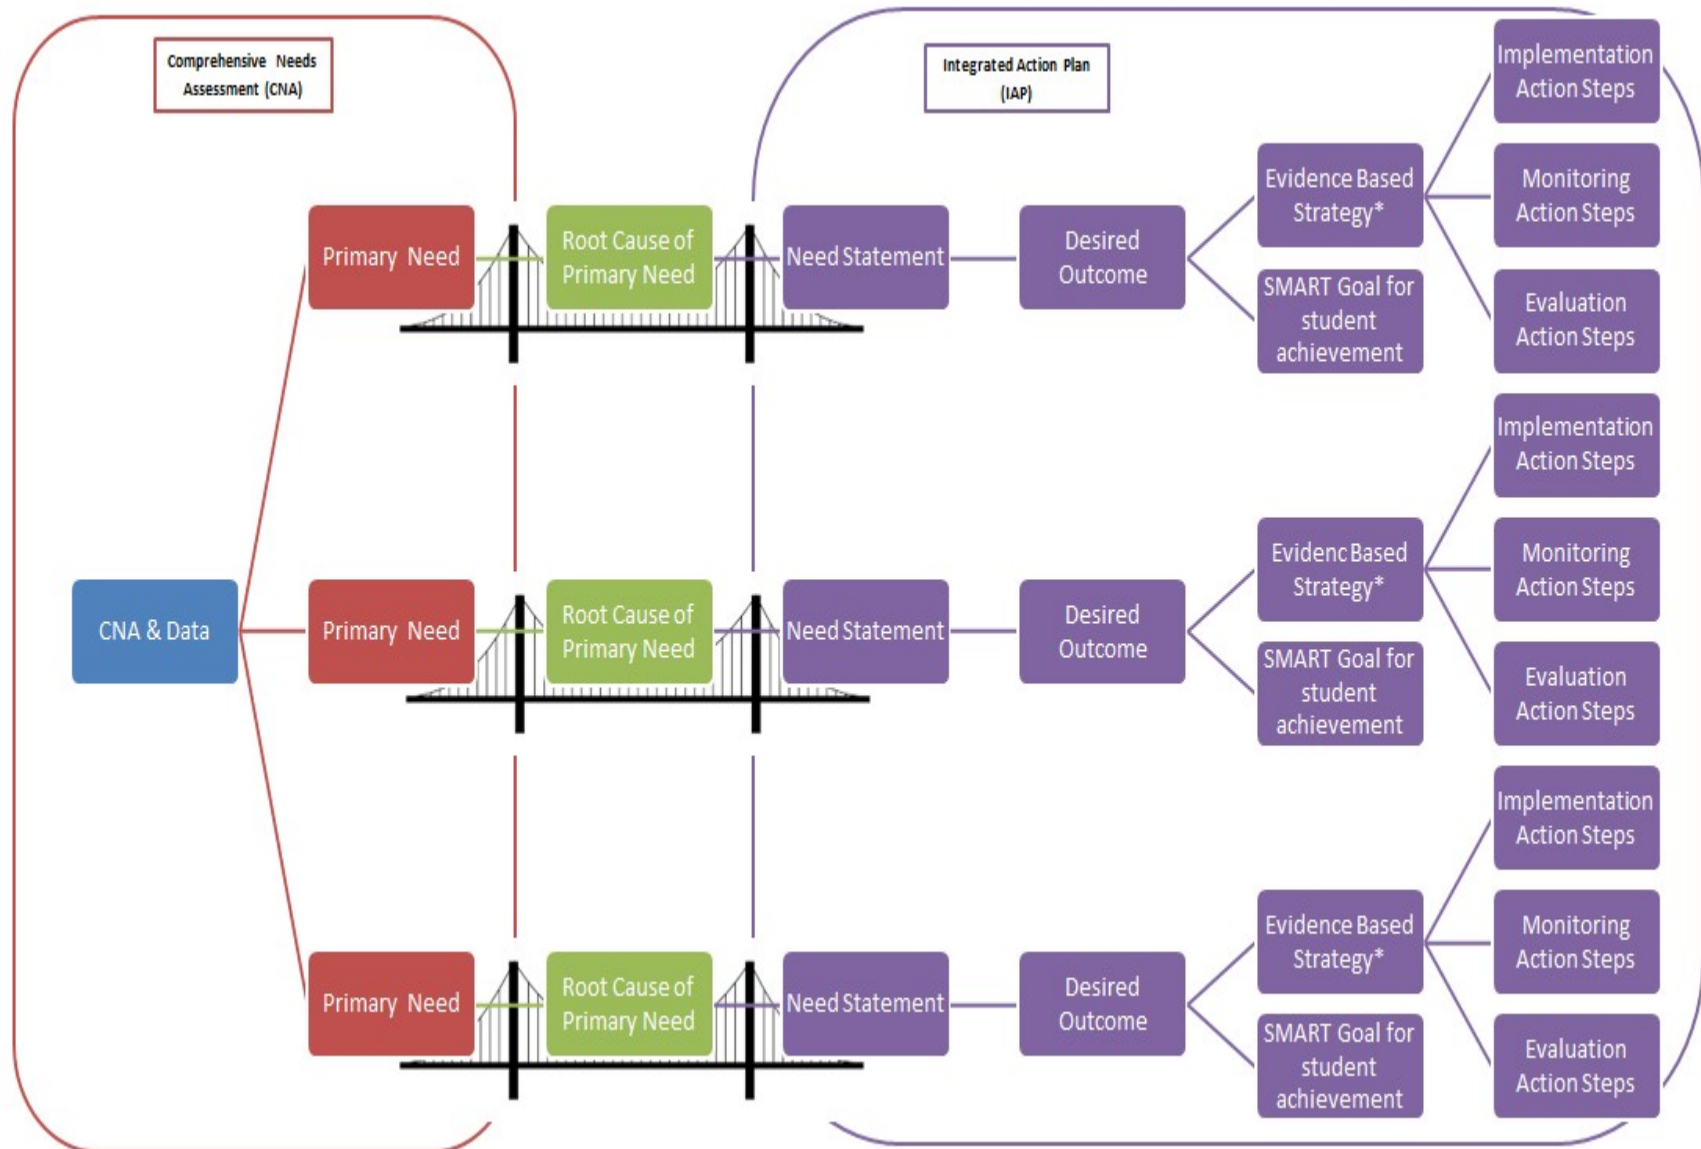 Comprehensive Needs
Assessment (CNA)
Integrated Action Plan
(IAP)
CNA & Data
Primary Need
Root Cause of
Primary Need
Need Statement
Desired
Outcome
Evidence Based
Strategy*
SMART Goal for
student
achievement
Implementation
Action Steps
Monitoring
Action Steps
Evaluation
Action Steps
Primary Need
Root Cause of
Primary Need
Need Statement
Desired
Outcome
Evidenc Based
Strategy*
SMART Goal for
student
achievement
Implementation
Action Steps
Monitoring
Action Steps
Evaluation
Action Steps
Primary Need
Root Cause of
Primary Need
Need Statement
Desired
Outcome
Evidence Based
Strategy*
SMART Goal for
student
achievement
Implementation
Action Steps
Monitoring
Action Steps
Evaluation
Action Steps